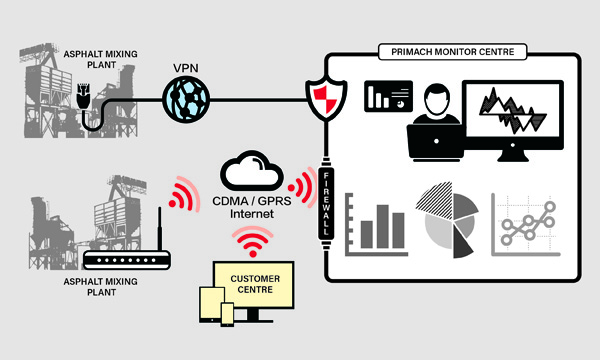 ASPHALT MIXING
PLANT
VPN
PRIMACH MONITOR CENTRE
CDMA / GPRS
Internet
FIREWALL
ASPHALT MIXING
PLANT
CUSTOMER
CENTRE